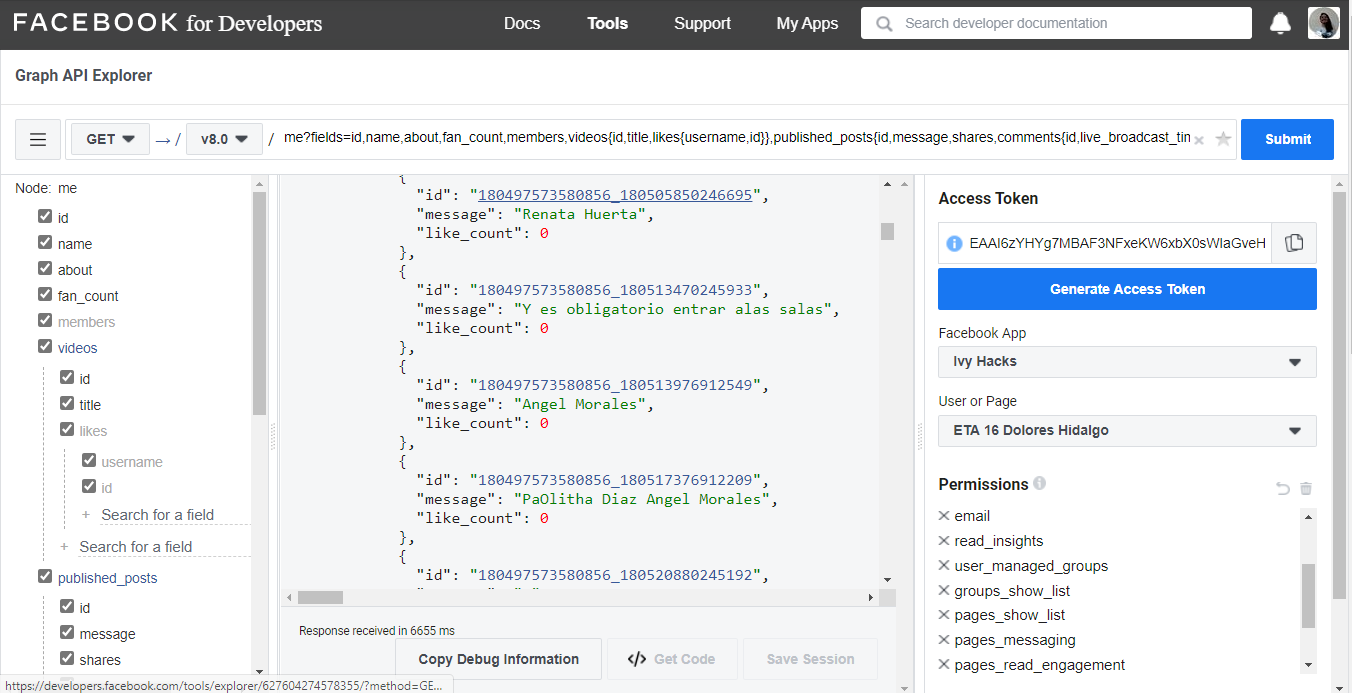 FACEBOOK for Developers
Docs
Tools
Support
My Apps
Search developer documentation
Graph API Explorer
GET
→ /
v8.0
/ me?fields=id,name,about,fan_count,members,videos{id,title,likes{username,id}},published_posts{id,message,shares,comments{id,live_broadcast_tin
Submit
Node: me
id
name
about
fan_count
members
videos
id
title
likes
username
id
+ Search for a field
+ Search for a field
published_posts
id
message
shares
{
"id": "180497573580856_180505850246695",
"message": "Renata Huerta",
"like_count": 0
},
{
"id": "180497573580856_180513470245933",
"message": "Y es obligatorio entrar alas salas",
"like_count": 0
},
{
"id": "180497573580856_180513976912549",
"message": "Angel Morales",
"like_count": 0
},
{
"id": "180497573580856_180517376912209",
"message": "PaOlitha Diaz Angel Morales",
"like_count": 0
},
{
"id": "180497573580856_180520880245192",
Response received in 6655 ms
Copy Debug Information
</> Get Code
Save Session
Access Token
EAAI6zYHYg7MBAF3NFxeKW6xbX0sWIaGveH
Generate Access Token
Facebook App
Ivy Hacks
User or Page
ETA 16 Dolores Hidalgo
Permissions
email
read_insights
user_managed_groups
groups_show_list
pages_show_list
pages_messaging
pages_read_engagement
https://developers.facebook.com/tools/explorer/627604274578355/?method=GE...